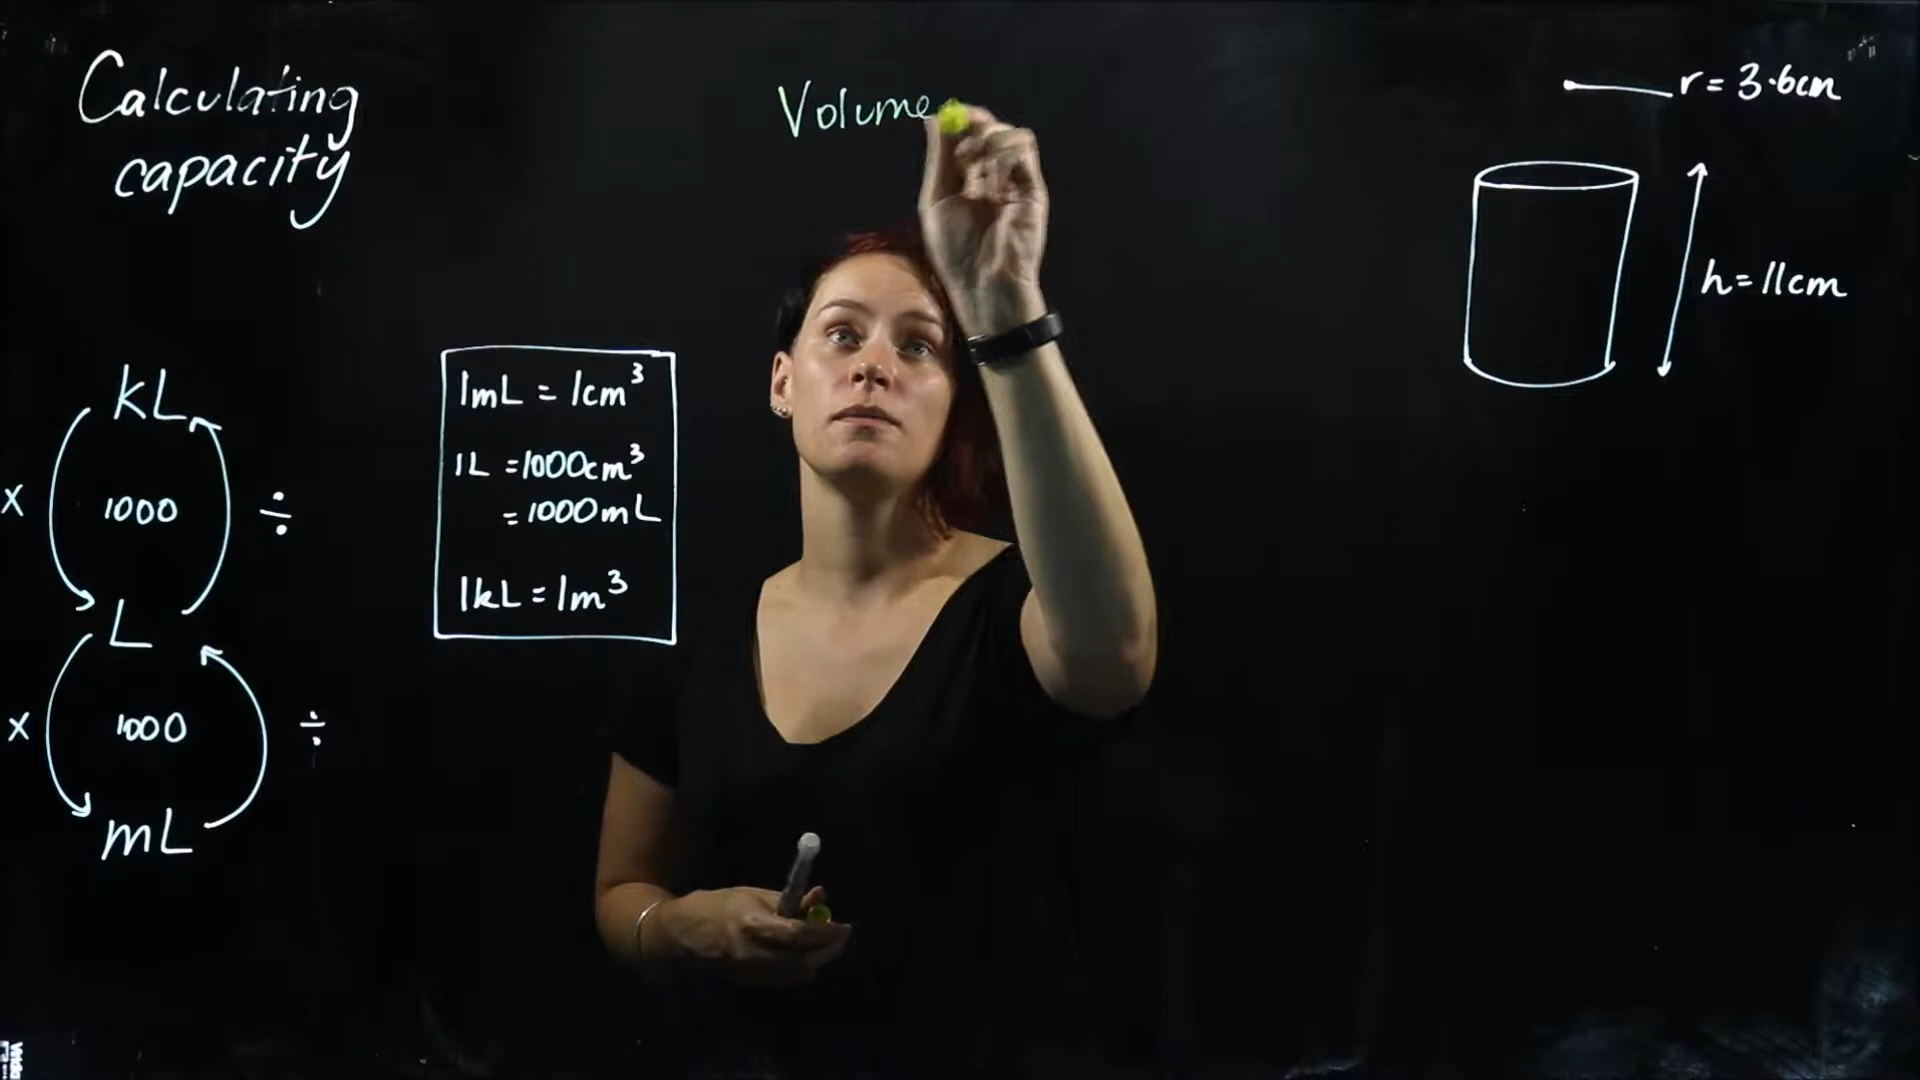 Calculating
capacity
Volume
r = 3.6cm
h = 11cm
kL
x 1000 ÷
L
x 1000 ÷
mL
1mL = 1cm³
1L = 1000cm³
= 1000mL
1kL = 1m³